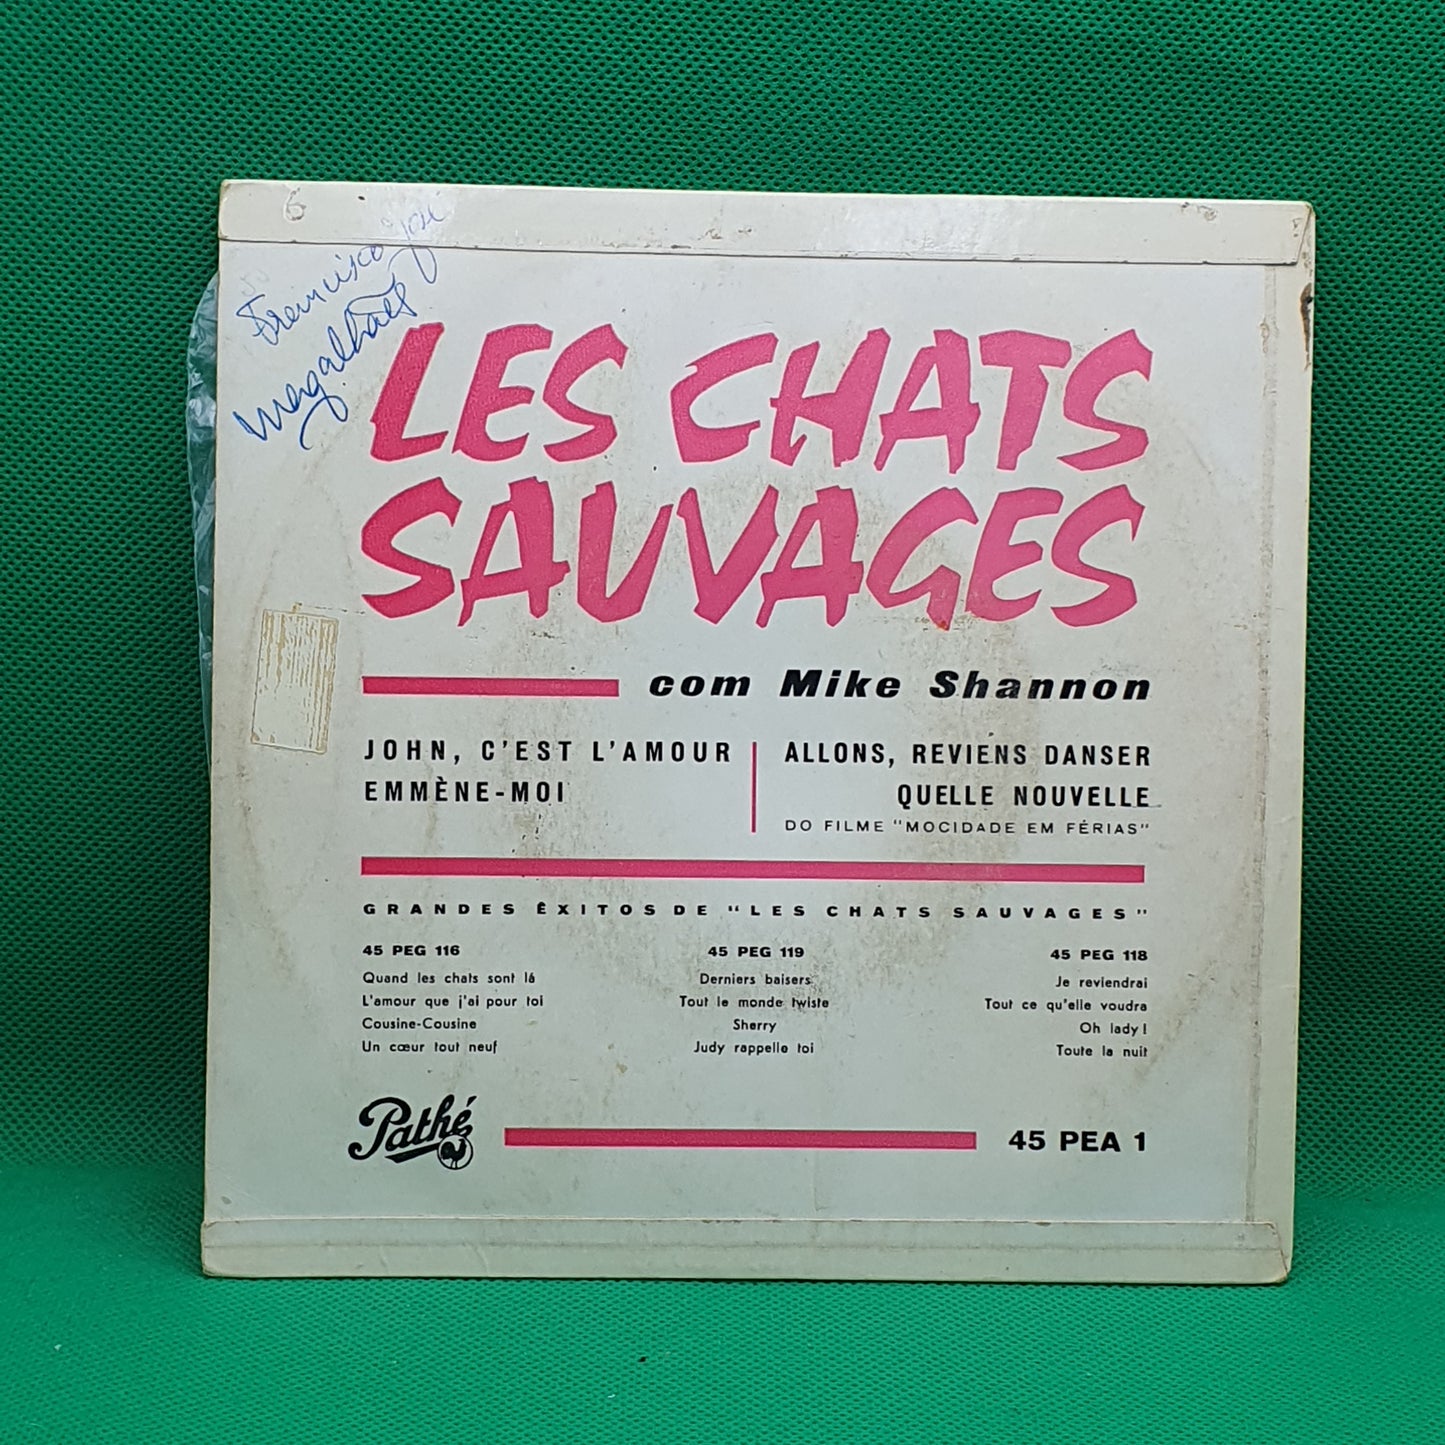 6
Francisco José
Magalhães
LES CHATS
SAUVAGES
com Mike Shannon
JOHN, C'EST L'AMOUR
EMMÈNE-MOI
ALLONS, REVIENS DANSER
QUELLE NOUVELLE
DO FILME "MOCIDADE EM FÉRIAS"
GRANDES ÊXITOS DE "LES CHATS SAUVAGES"
45 PEG 116
Quand les chats sont là
L'amour que j'ai pour toi
Cousine-Cousine
Un cœur tout neuf
45 PEG 119
Derniers baisers
Tout le monde twiste
Sherry
Judy rappelle toi
45 PEG 118
Je reviendrai
Tout ce qu'elle voudra
Oh lady!
Toute la nuit
Pathé
45 PEA 1